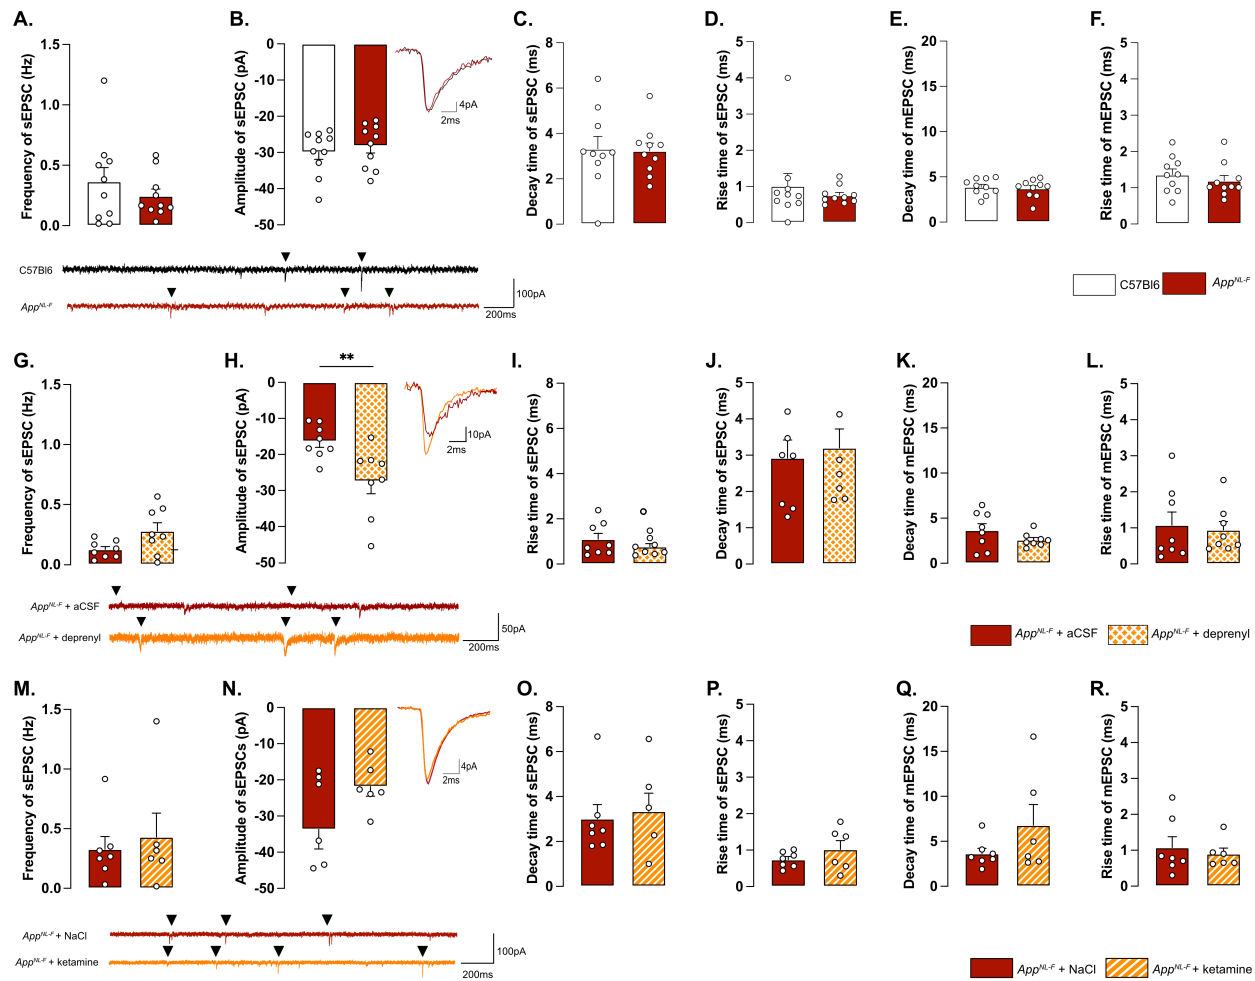 A.
B.
C.
D.
E.
F.
Frequency of sEPSC (Hz)
1.5
1.0
0.5
0.0
Amplitude of sEPSC (pA)
0
-10
-20
-30
-40
-50
4pA
2ms
Decay time of sEPSC (ms)
8
6
4
2
0
Rise time of sEPSC (ms)
5
4
3
2
1
0
Decay time of mEPSC (ms)
20
15
10
5
0
Rise time of mEPSC (ms)
5
4
3
2
1
0
C57Bl6
App^NL-F
100pA
200ms
C57Bl6
App^NL-F
G.
H.
I.
J.
K.
L.
Frequency of sEPSC (Hz)
1.5
1.0
0.5
0.0
Amplitude of sEPSC (pA)
0
-10
-20
-30
-40
-50
**
10pA
2ms
Rise time of sEPSC (ms)
8
6
4
2
0
Decay time of sEPSC (ms)
5
4
3
2
1
0
Decay time of mEPSC (ms)
20
15
10
5
0
Rise time of mEPSC (ms)
5
4
3
2
1
0
App^NL-F + aCSF
App^NL-F + deprenyl
50pA
200ms
App^NL-F + aCSF
App^NL-F + deprenyl
M.
N.
O.
P.
Q.
R.
Frequency of sEPSC (Hz)
1.5
1.0
0.5
0.0
Amplitude of sEPSCs (pA)
0
-10
-20
-30
-40
-50
4pA
2ms
Decay time of sEPSC (ms)
8
6
4
2
0
Rise time of sEPSC (ms)
5
4
3
2
1
0
Decay time of mEPSC (ms)
20
15
10
5
0
Rise time of mEPSC (ms)
5
4
3
2
1
0
App^NL-F + NaCl
App^NL-F + ketamine
100pA
200ms
App^NL-F + NaCl
App^NL-F + ketamine